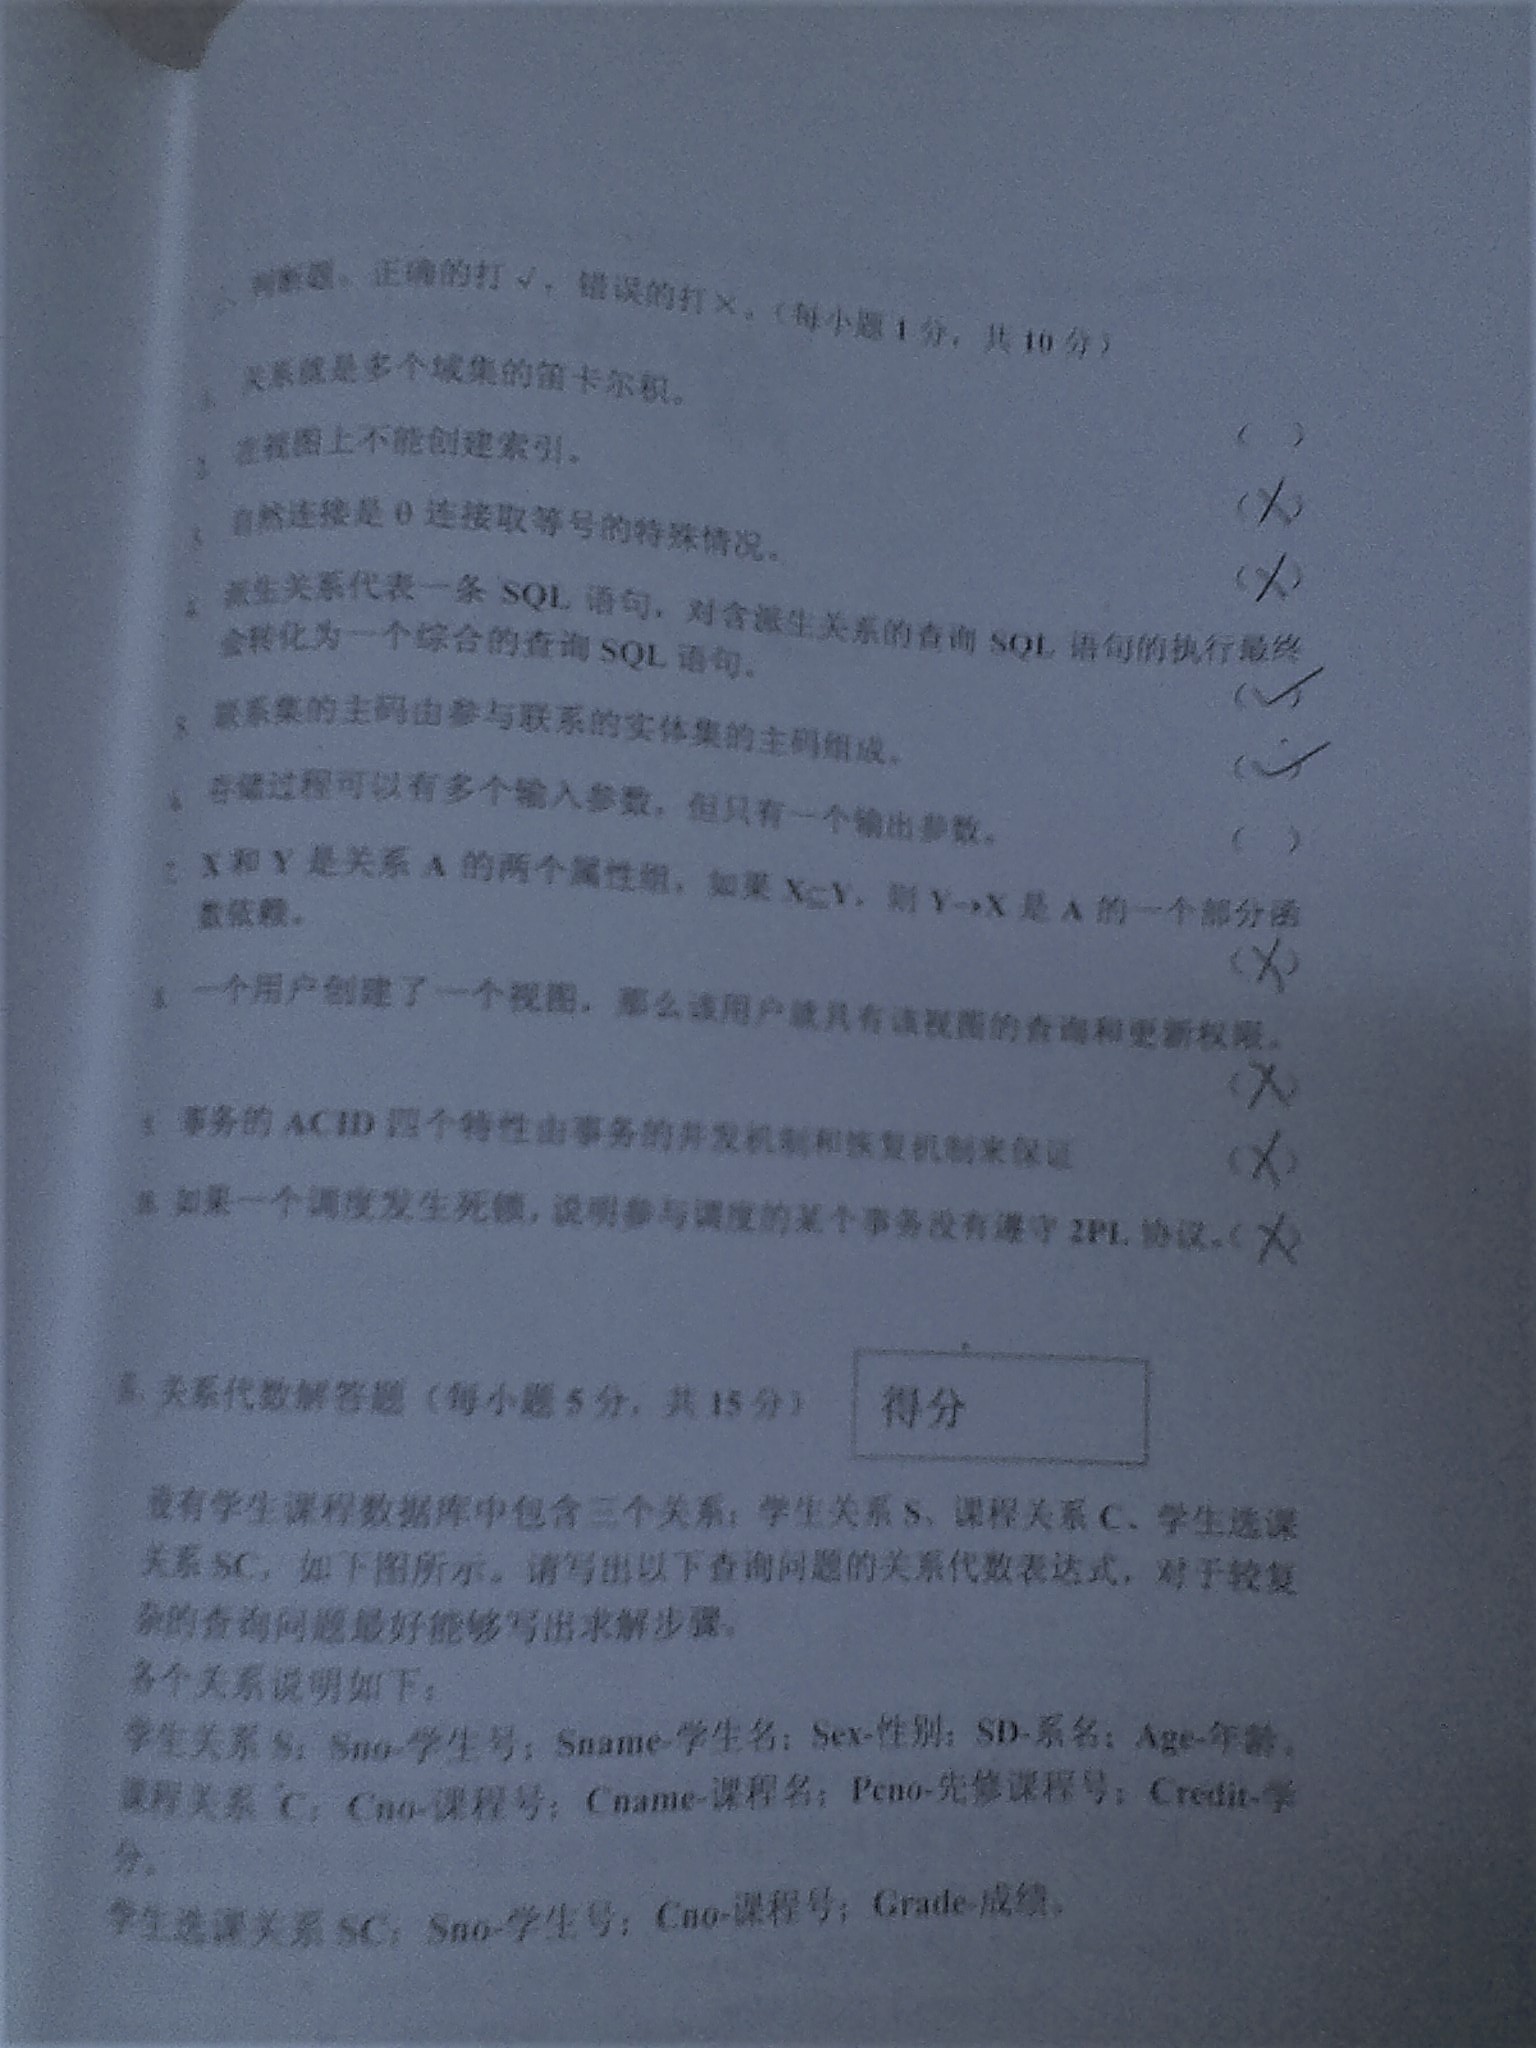 二、判断题。正确的打√，错误的打×。（每小题1分，共10分）
1. 关系就是多个域集的笛卡尔积。
（ ）
2. 在视图上不能创建索引。
（×）
3. 自然连接是θ连接取等号的特殊情况。
（×）
4. 派生关系代表一条 SQL 语句，对含派生关系的查询 SQL 语句的执行最终
会转化为一个综合的查询 SQL 语句。
（✓）
5. 联系集的主码由参与联系的实体集的主码组成。
（✓）
6. 存储过程可以有多个输入参数，但只有一个输出参数。
（ ）
7. X 和 Y 是关系 A 的两个属性组，如果 X⊆Y，则 Y→X 是 A 的一个部分函
数依赖。
（×）
8. 一个用户创建了一个视图，那么该用户就具有该视图的查询和更新权限。
（×）
9. 事务的 ACID 四个特性由事务的并发机制和恢复机制来保证
（×）
10. 如果一个调度发生死锁，说明参与调度的某个事务没有遵守 2PL 协议。（×）
三. 关系代数解答题（每小题5分，共15分）
得分
设有学生课程数据库中包含三个关系：学生关系 S、课程关系 C、学生选课
关系 SC，如下图所示。请写出以下查询问题的关系代数表达式，对于较复
杂的查询问题最好能够写出求解步骤。
各个关系说明如下：
学生关系 S：Sno-学生号；Sname-学生名；Sex-性别；SD-系名；Age-年龄。
课程关系 C：Cno-课程号；Cname-课程名；Pcno-先修课程号；Credit-学
分。
学生选课关系 SC：Sno-学生号；Cno-课程号；Grade-成绩。